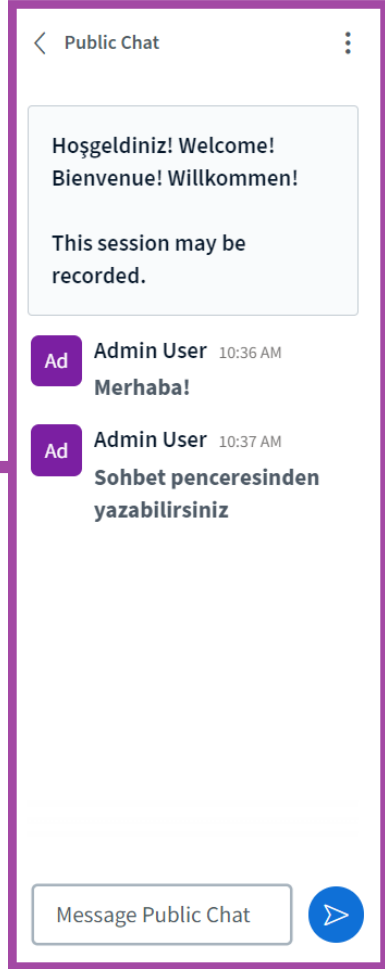 Public Chat
Hoşgeldiniz! Welcome!
Bienvenue! Willkommen!
This session may be
recorded.
Ad
Admin User 10:36 AM
Merhaba!
Ad
Admin User 10:37 AM
Sohbet penceresinden
yazabilirsiniz
Message Public Chat